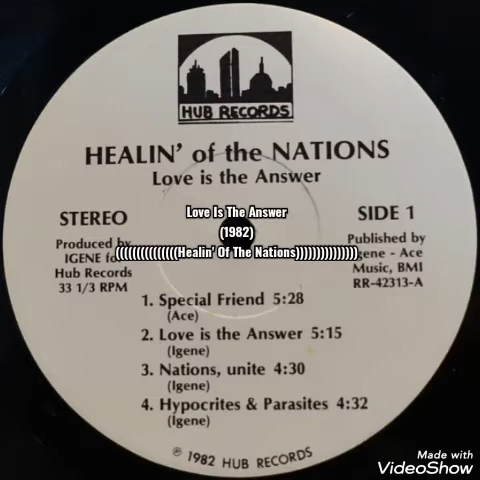 HUB RECORDS
HEALIN' of the NATIONS
Love is the Answer
STEREO
SIDE 1
Love Is The Answer
(1982)
(((((((((((((((Healin' Of The Nations)))))))))))))))
Produced by
IGENE fo
Hub Records
33 1/3 RPM
Published by
gene - Ace
Music, BMI
RR-42313-A
1. Special Friend 5:28
(Ace)
2. Love is the Answer 5:15
(Igene)
3. Nations, unite 4:30
(Igene)
4. Hypocrites & Parasites 4:32
(Igene)
℗ 1982 HUB RECORDS
Made with
VideoShow